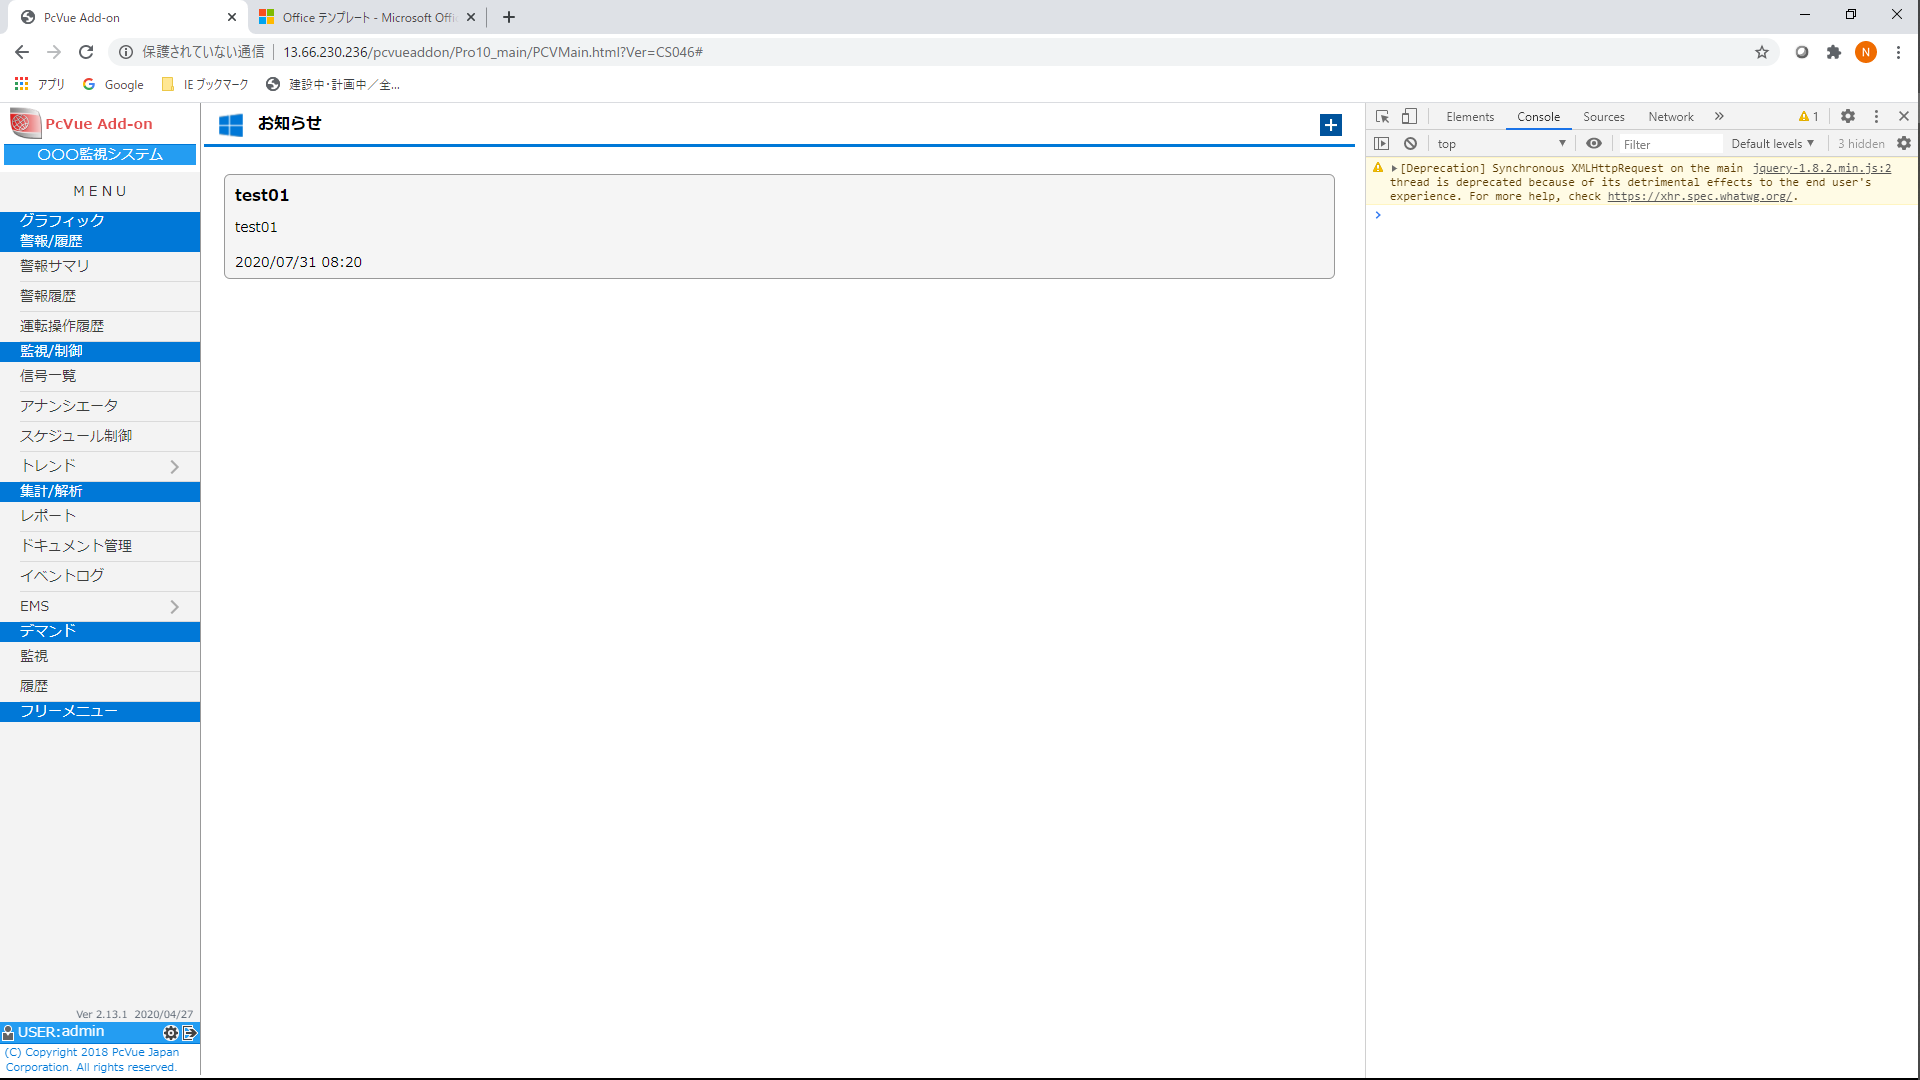 PcVue Add-on
Office テンプレート - Microsoft Offi
保護されていない通信 13.66.230.236/pcvueaddon/Pro10_main/PCVMain.html?Ver=CS046#
N
アプリ Google IE ブックマーク 建設中・計画中／全...
PcVue Add-on
〇〇〇監視システム
MENU
グラフィック
警報/履歴
警報サマリ
警報履歴
運転操作履歴
監視/制御
信号一覧
アナンシエータ
スケジュール制御
トレンド
集計/解析
レポート
ドキュメント管理
イベントログ
EMS
デマンド
監視
履歴
フリーメニュー
Ver 2.13.1 2020/04/27
USER:admin
(C) Copyright 2018 PcVue Japan
Corporation. All rights reserved.
お知らせ
test01
test01
2020/07/31 08:20
Elements Console Sources Network » 1
top Filter Default levels 3 hidden
[Deprecation] Synchronous XMLHttpRequest on the main jquery-1.8.2.min.js:2
thread is deprecated because of its detrimental effects to the end user's
experience. For more help, check https://xhr.spec.whatwg.org/.